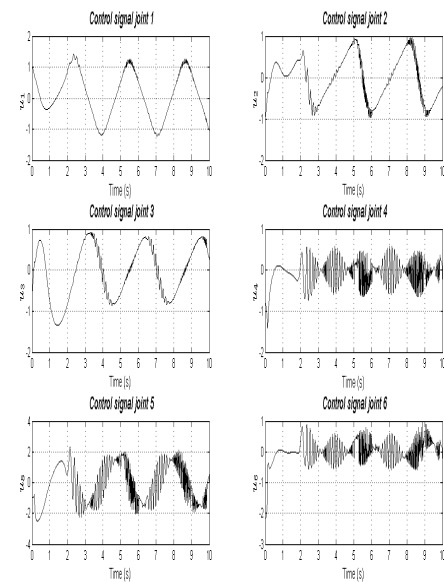 Control signal joint 1
Control signal joint 2
2
1
0
-1
-2
u1
0 1 2 3 4 5 6 7 8 9 10
Time (s)
1
0
-1
-2
u2
0 1 2 3 4 5 6 7 8 9 10
Time (s)
Control signal joint 3
Control signal joint 4
1
0
-1
-2
u3
0 1 2 3 4 5 6 7 8 9 10
Time (s)
1
0
-1
-2
u4
0 1 2 3 4 5 6 7 8 9 10
Time (s)
Control signal joint 5
Control signal joint 6
4
2
0
-2
-4
u5
0 1 2 3 4 5 6 7 8 9 10
Time (s)
1
0
-1
-2
-3
u6
0 1 2 3 4 5 6 7 8 9 10
Time (s)